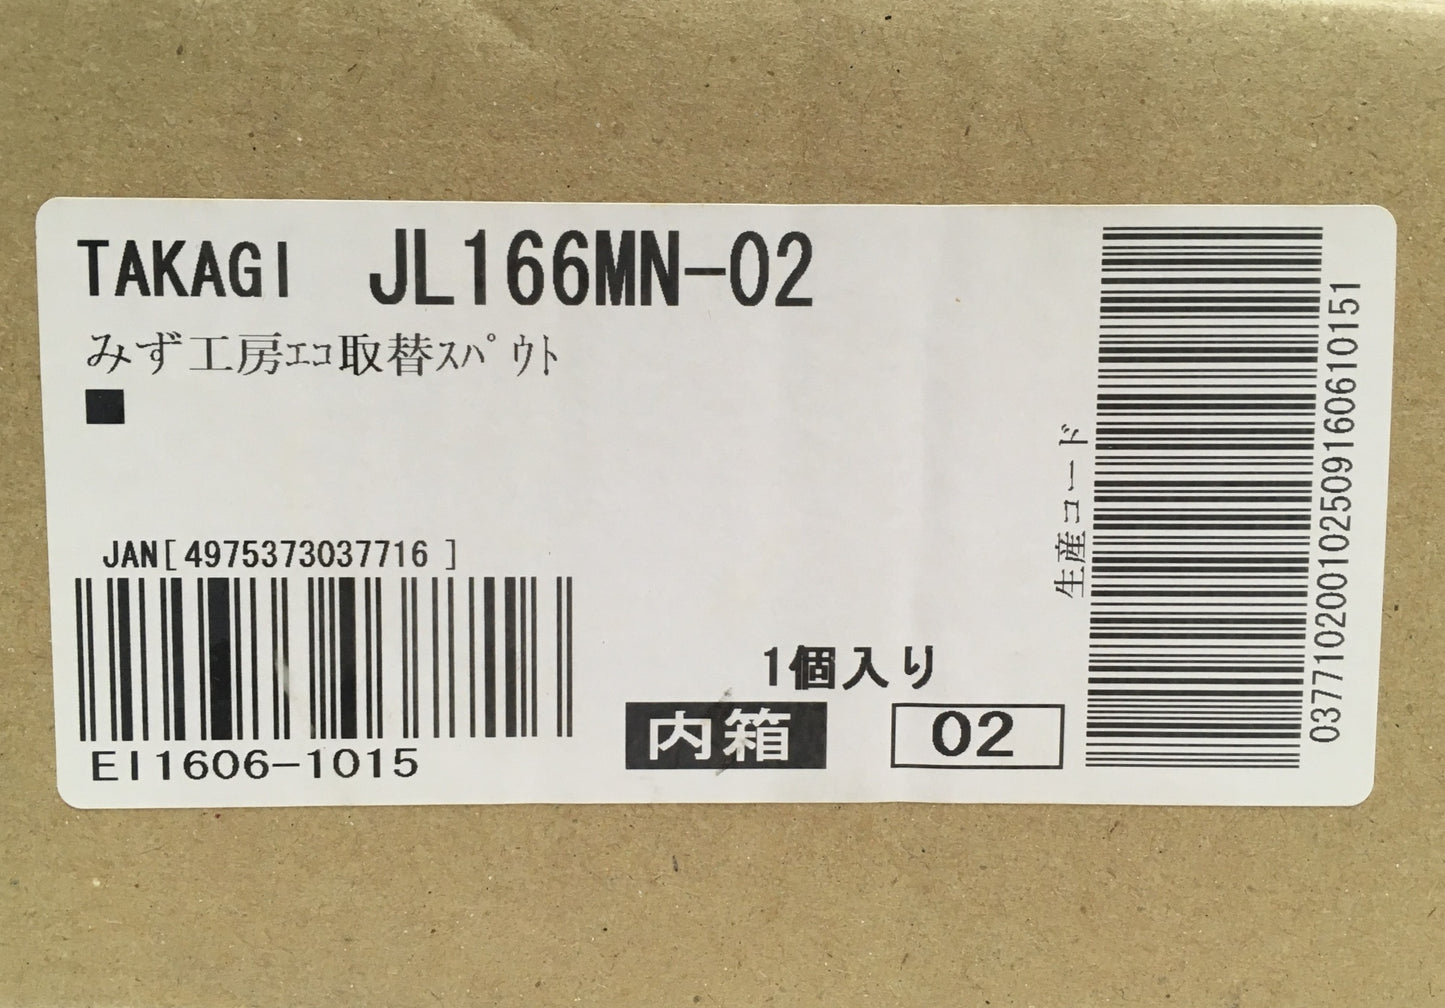 TAKAGI JL166MN-02
みず工房ｴｺ取替ｽﾊﾟｳﾄ
■
JAN[ 4975373037716 ]
EI1606-1015
1個入り
内箱 02
生産コード
037710200102509160610151